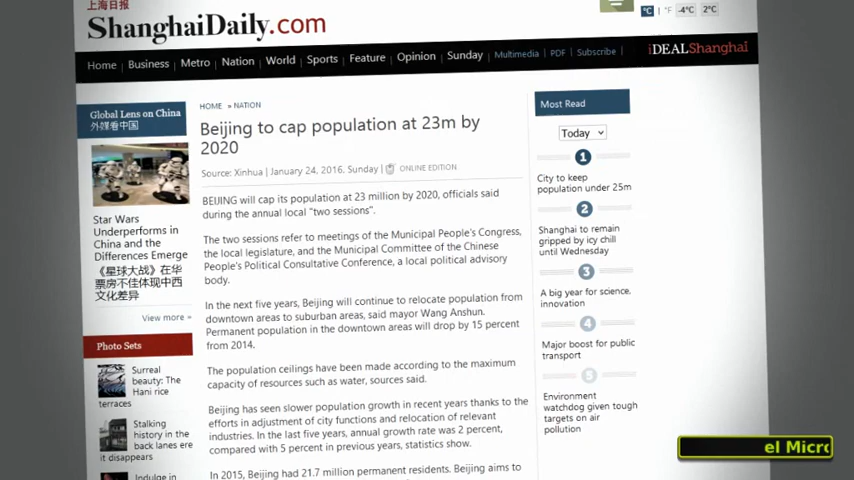 上海日报
ShanghaiDaily.com
°C | °F -4°C 2°C
Home | Business | Metro | Nation | World | Sports | Feature | Opinion | Sunday | Multimedia | PDF | Subscribe |
iDEALShanghai
Global Lens on China
外媒看中国
Star Wars
Underperforms in
China and the
Differences Emerge
《星球大战》在华
票房不佳体现中西
文化差异
View more »
Photo Sets
Surreal
beauty: The
Hani rice
terraces
Stalking
history in the
back lanes ere
it disappears
Indulge in
HOME » NATION
Beijing to cap population at 23m by
2020
Source: Xinhua | January 24, 2016, Sunday | ONLINE EDITION
BEIJING will cap its population at 23 million by 2020, officials said
during the annual local "two sessions".
The two sessions refer to meetings of the Municipal People's Congress,
the local legislature, and the Municipal Committee of the Chinese
People's Political Consultative Conference, a local political advisory
body.
In the next five years, Beijing will continue to relocate population from
downtown areas to suburban areas, said mayor Wang Anshun.
Permanent population in the downtown areas will drop by 15 percent
from 2014.
The population ceilings have been made according to the maximum
capacity of resources such as water, sources said.
Beijing has seen slower population growth in recent years thanks to the
efforts in adjustment of city functions and relocation of relevant
industries. In the last five years, annual growth rate was 2 percent,
compared with 5 percent in previous years, statistics show.
In 2015, Beijing had 21.7 million permanent residents. Beijing aims to
Most Read
Today
1
City to keep
population under 25m
2
Shanghai to remain
gripped by icy chill
until Wednesday
3
A big year for science,
innovation
4
Major boost for public
transport
5
Environment
watchdog given tough
targets on air
pollution
el Micro